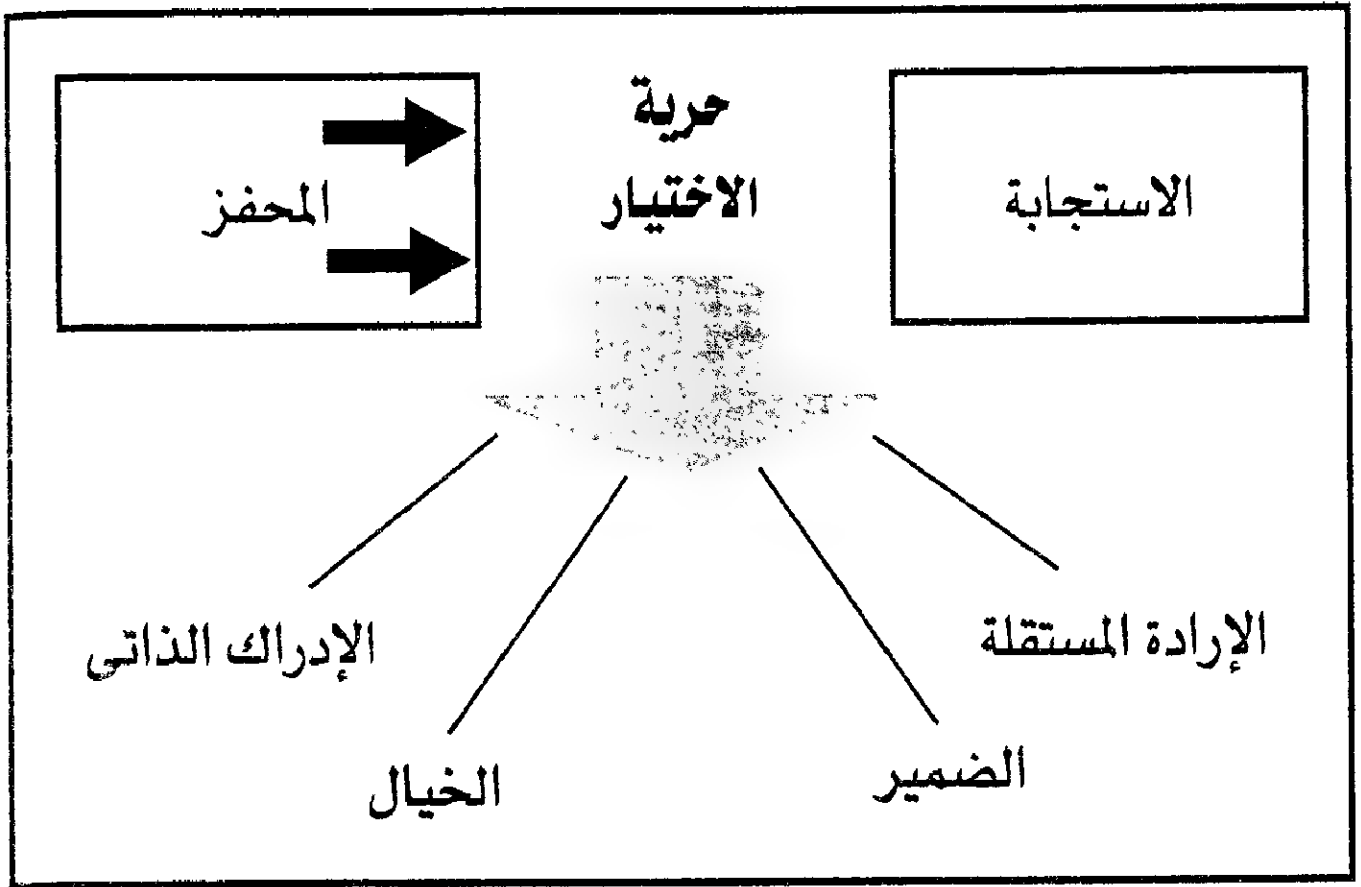 حرية
الاختيار
المحفز
الاستجابة
الإدراك الذاتى
الخيال
الضمير
الإرادة المستقلة